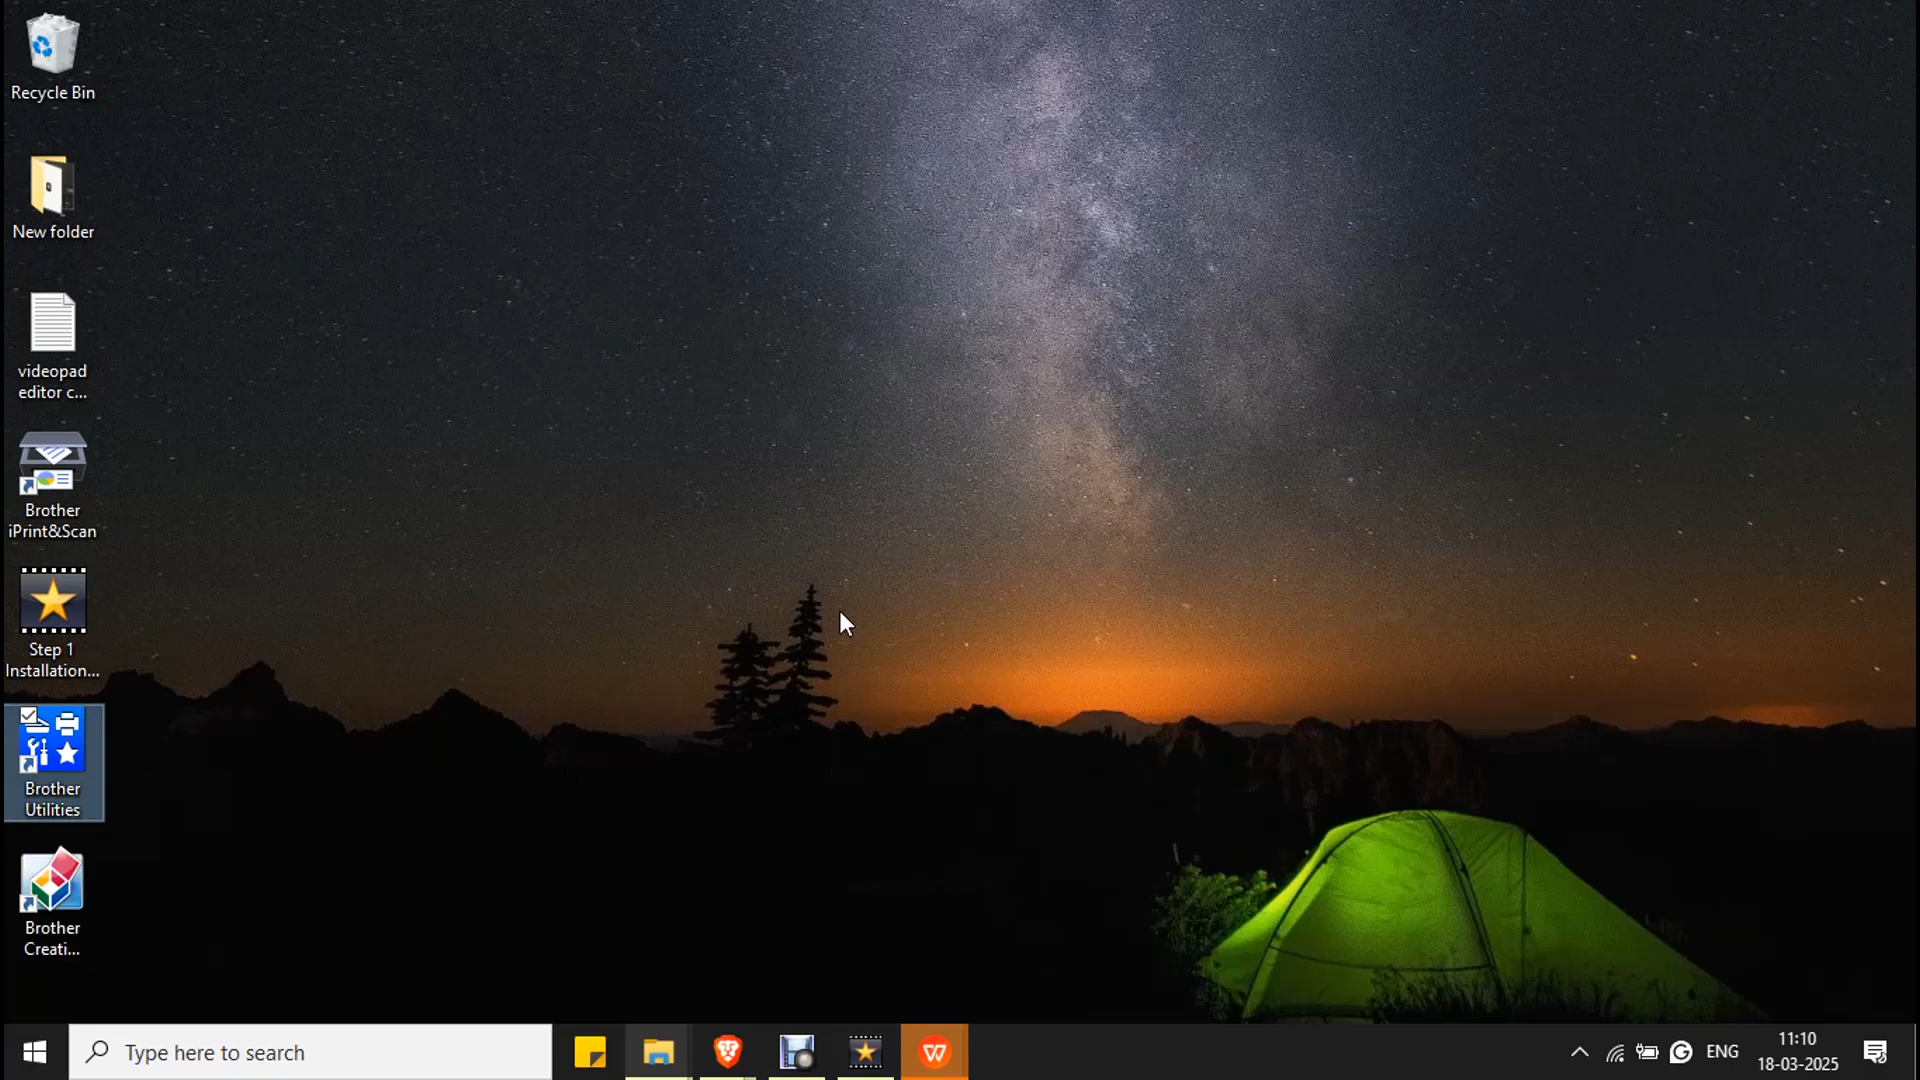 Recycle Bin
New folder
videopad
editor c...
Brother
iPrint&Scan
Step 1
Installation...
Brother
Utilities
Brother
Creati...
Type here to search
ENG
11:10
18-03-2025